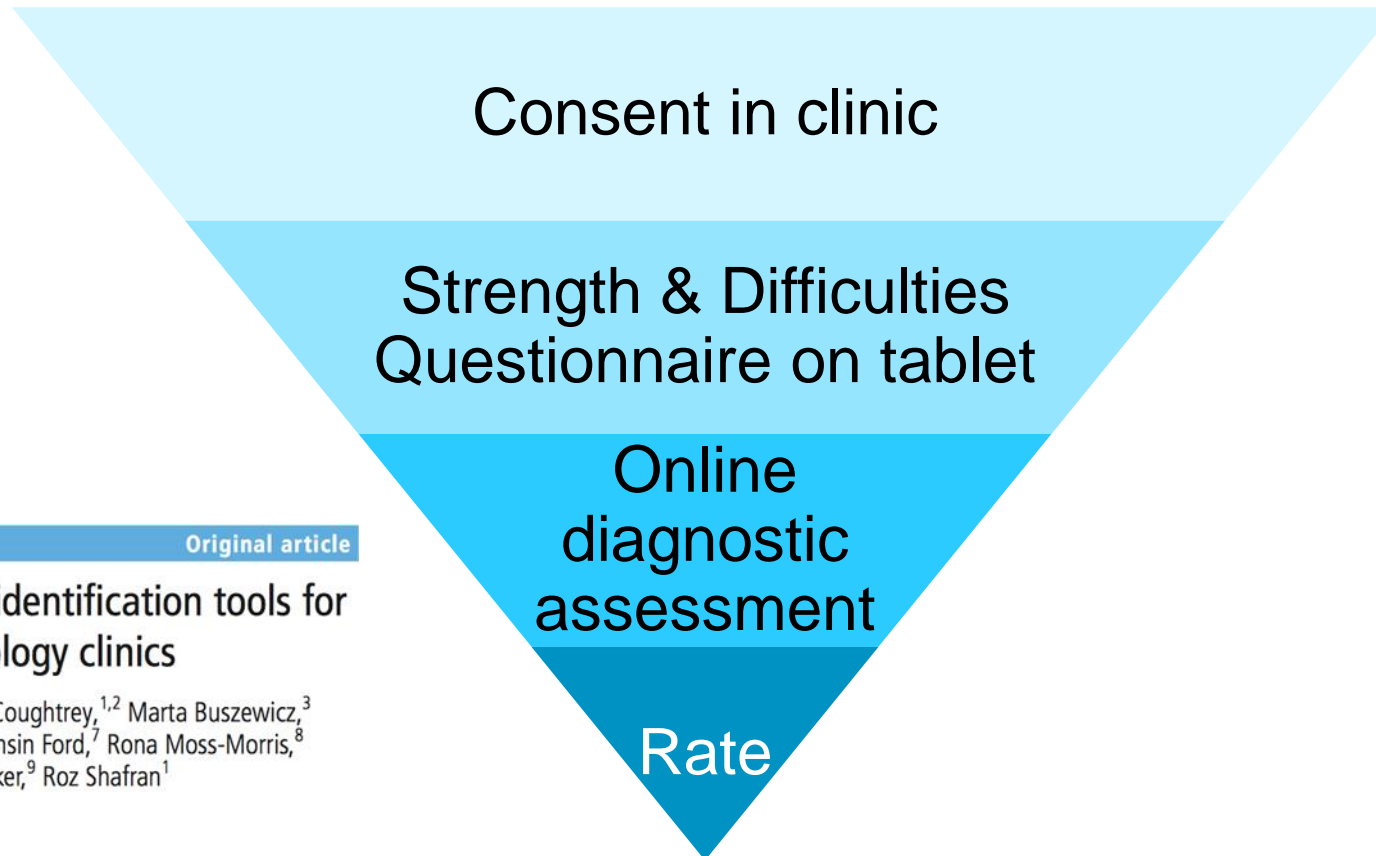 Consent in clinic
Strength & Difficulties
Questionnaire on tablet
Online
diagnostic
assessment
Rate
Original article
identification tools for
logy clinics
Coughtrey,1,2 Marta Buszewicz,3
nsin Ford,7 Rona Moss-Morris,8
ker,9 Roz Shafran1